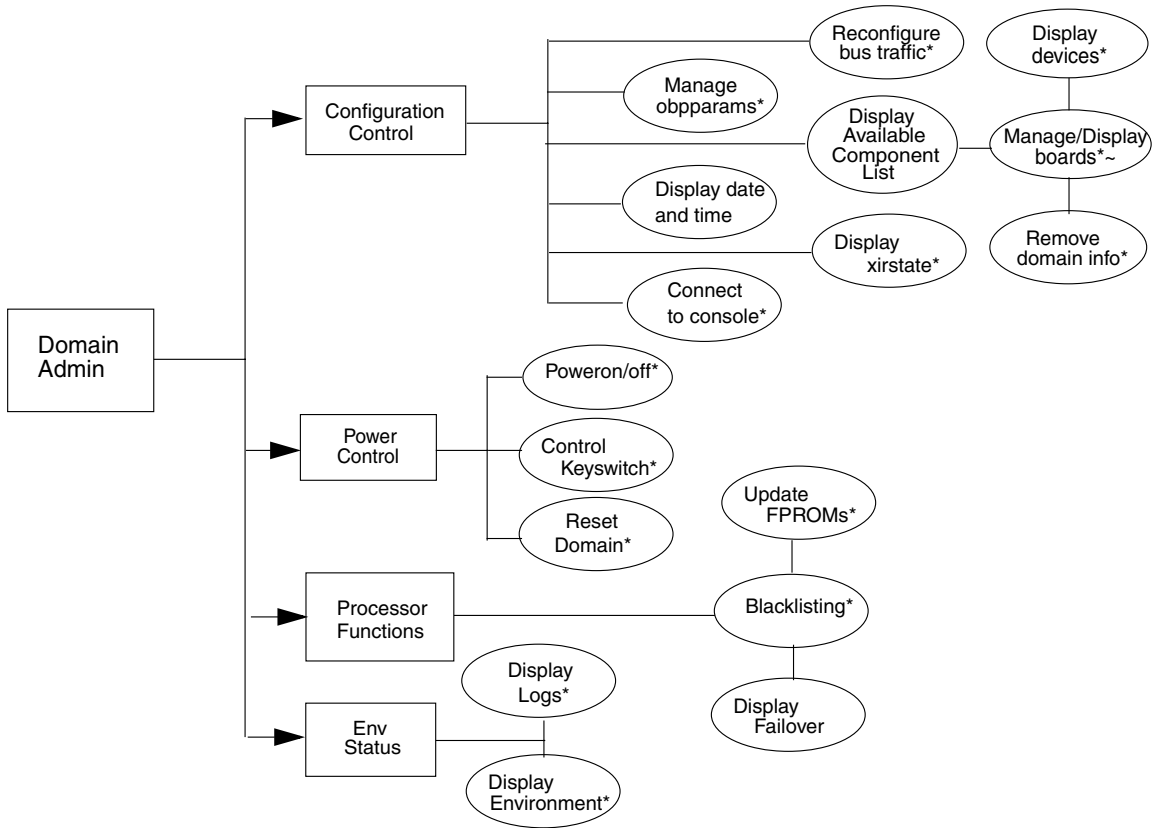 Reconfigure
bus traffic*
Display
devices*
Manage
obpparams*
Configuration
Control
Display
Available
Component
List
Manage/Display
boards*~
Display date
and time
Display
xirstate*
Remove
domain info*
Connect
to console*
Domain
Admin
Poweron/off*
Power
Control
Control
Keyswitch*
Reset
Domain*
Update
FPROMs*
Processor
Functions
Blacklisting*
Display
Logs*
Display
Failover
Env
Status
Display
Environment*